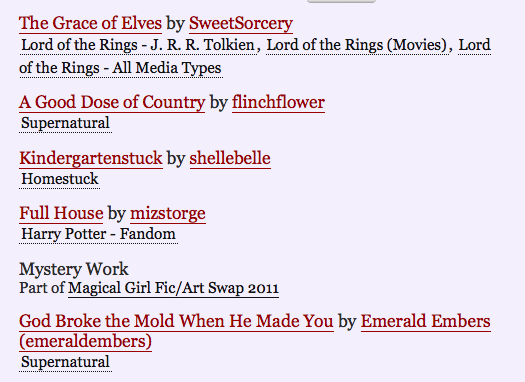 The Grace of Elves by SweetSorcery
Lord of the Rings - J. R. R. Tolkien, Lord of the Rings (Movies), Lord
of the Rings - All Media Types
A Good Dose of Country by flinchflower
Supernatural
Kindergartenstuck by shellebelle
Homestuck
Full House by mizstorge
Harry Potter - Fandom
Mystery Work
Part of Magical Girl Fic/Art Swap 2011
God Broke the Mold When He Made You by Emerald Embers
(emeraldembers)
Supernatural